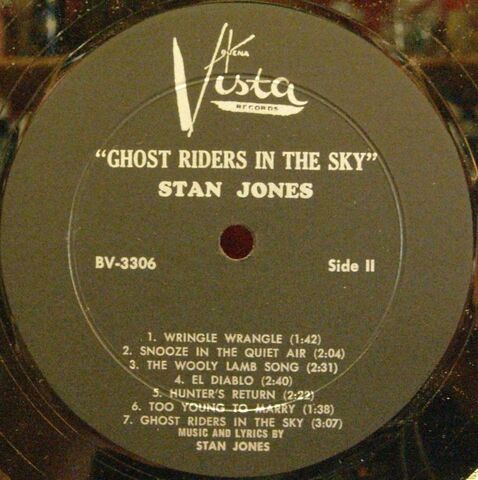 Buena
Vista
RECORDS
"GHOST RIDERS IN THE SKY"
STAN JONES
BV-3306 Side II
1. WRINGLE WRANGLE (1:42)
2. SNOOZE IN THE QUIET AIR (2:04)
3. THE WOOLY LAMB SONG (2:31)
4. EL DIABLO (2:40)
5. HUNTER'S RETURN (2:22)
6. TOO YOUNG TO MARRY (1:38)
7. GHOST RIDERS IN THE SKY (3:07)
MUSIC AND LYRICS BY
STAN JONES